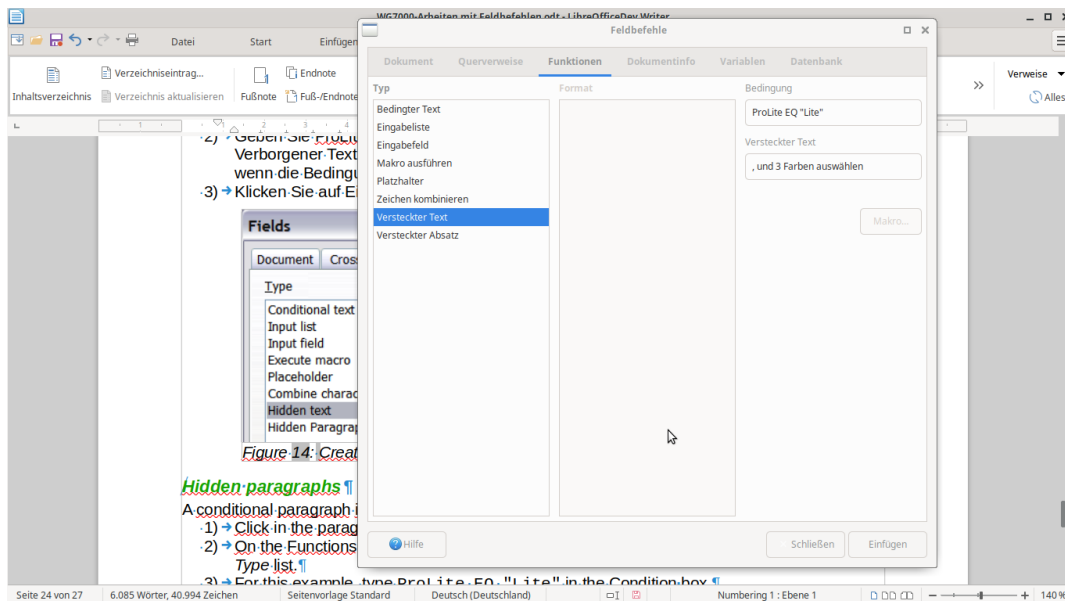 WG7000-Arbeiten mit Feldbefehlen.odt - LibreOfficeDev Writer
Datei Start Einfügen
Inhaltsverzeichnis
Verzeichniseintrag...
Verzeichnis aktualisieren
Fußnote
Endnote
Fuß-/Endnote
Verweise
Alles
1 1 2 3 4
2) Geben Sie ProLit
Verborgener Text
wenn die Bedingu
3) Klicken Sie auf Ei
Fields
Document Cros
Type
Conditional text
Input list
Input field
Execute macro
Placeholder
Combine charac
Hidden text
Hidden Paragrap
Figure 14: Creat
Hidden paragraphs¶
A conditional paragraph i
1) Click in the parag
2) On the Functions
Type list.¶
3) For this example, type ProLite EQ "Lite" in the Condition box.¶
Feldbefehle
Dokument Querverweise Funktionen Dokumentinfo Variablen Datenbank
Typ
Bedingter Text
Eingabeliste
Eingabefeld
Makro ausführen
Platzhalter
Zeichen kombinieren
Versteckter Text
Versteckter Absatz
Format
Bedingung
ProLite EQ "Lite"
Versteckter Text
, und 3 Farben auswählen
Makro...
Hilfe
Schließen
Einfügen
Seite 24 von 27 6.085 Wörter, 40.994 Zeichen Seitenvorlage Standard Deutsch (Deutschland) Numbering 1 : Ebene 1 140 %